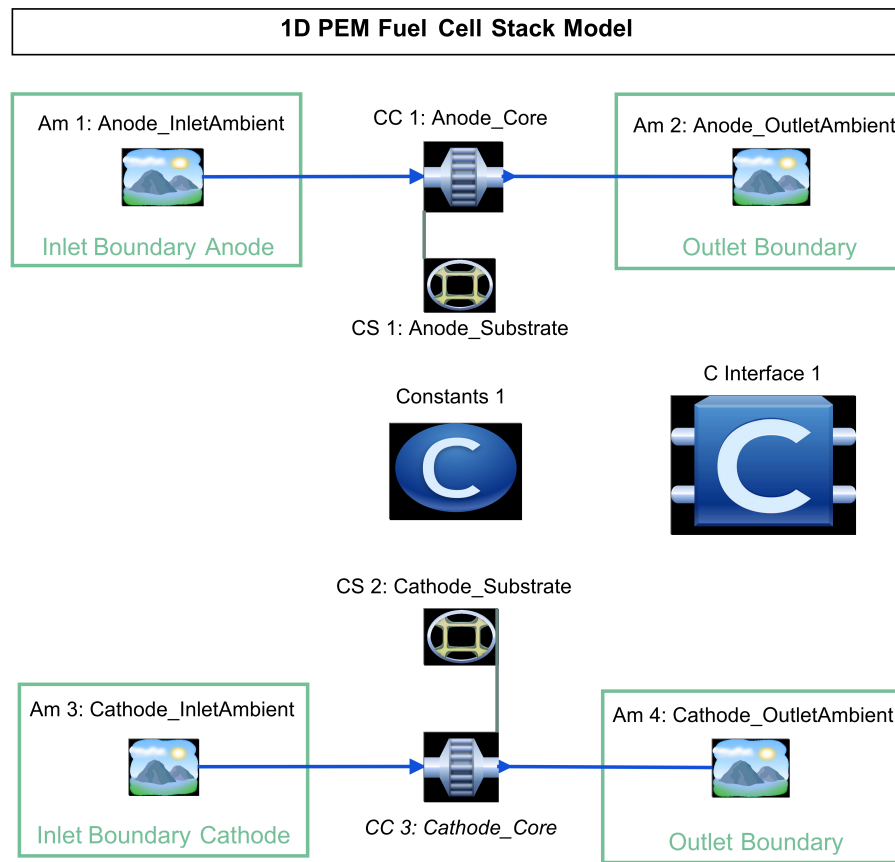 1D PEM Fuel Cell Stack Model
Am 1: Anode_InletAmbient
CC 1: Anode_Core
Am 2: Anode_OutletAmbient
Inlet Boundary Anode
Outlet Boundary
CS 1: Anode_Substrate
Constants 1
C Interface 1
C
C
CS 2: Cathode_Substrate
Am 3: Cathode_InletAmbient
Am 4: Cathode_OutletAmbient
Inlet Boundary Cathode
CC 3: Cathode_Core
Outlet Boundary